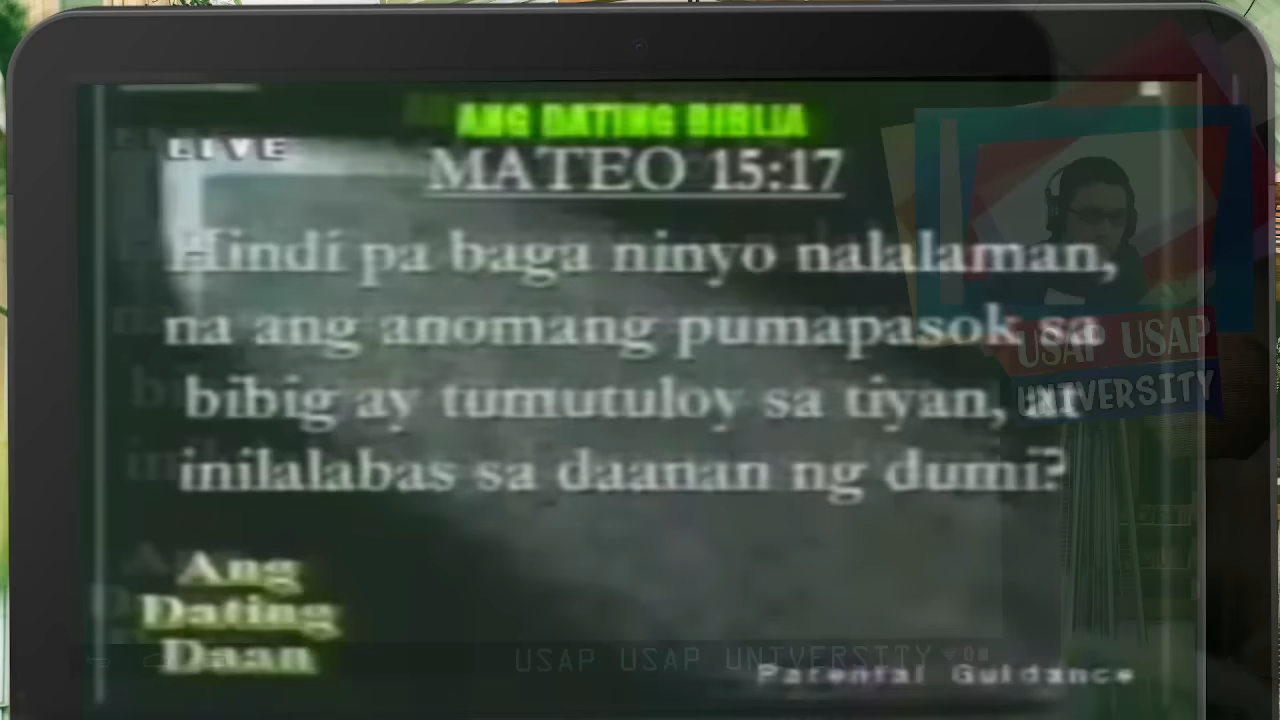 ANG DATING BIBLIA
LIVE
MATEO 15:17
Hindi pa baga ninyo nalalaman,
na ang anomang pumapasok sa
bibig ay tumutuloy sa tiyan, at
inilalabas sa daanan ng dumi?
USAP USAP
UNIVERSITY
Ang
Dating
Daan
USAP USAP UNIVERSITY
Parental Guidance